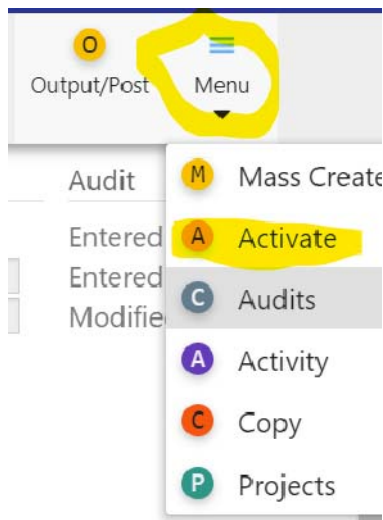 O
Output/Post
Menu
Audit
Entered
Entered
Modifie
M Mass Create
A Activate
C Audits
A Activity
C Copy
P Projects